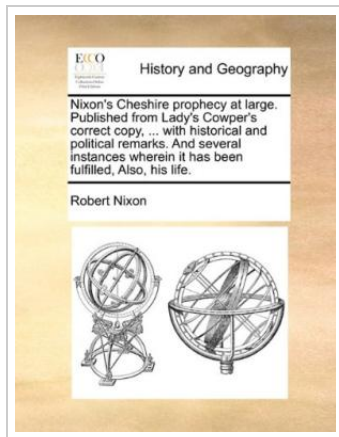 ECCO
History and Geography
Nixon's Cheshire prophecy at large.
Published from Lady's Cowper's
correct copy, ... with historical and
political remarks. And several
instances wherein it has been
fulfilled, Also, his life.
Robert Nixon